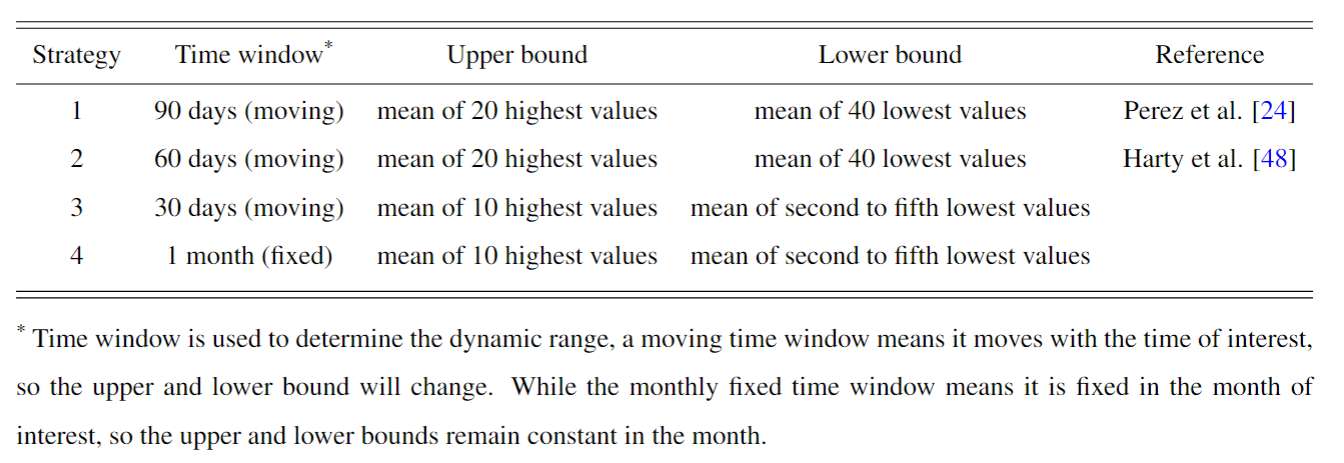 Strategy Time window* Upper bound Lower bound Reference
1 90 days (moving) mean of 20 highest values mean of 40 lowest values Perez et al. [24]
2 60 days (moving) mean of 20 highest values mean of 40 lowest values Harty et al. [48]
3 30 days (moving) mean of 10 highest values mean of second to fifth lowest values
4 1 month (fixed) mean of 10 highest values mean of second to fifth lowest values
* Time window is used to determine the dynamic range, a moving time window means it moves with the time of interest,
so the upper and lower bound will change. While the monthly fixed time window means it is fixed in the month of
interest, so the upper and lower bounds remain constant in the month.